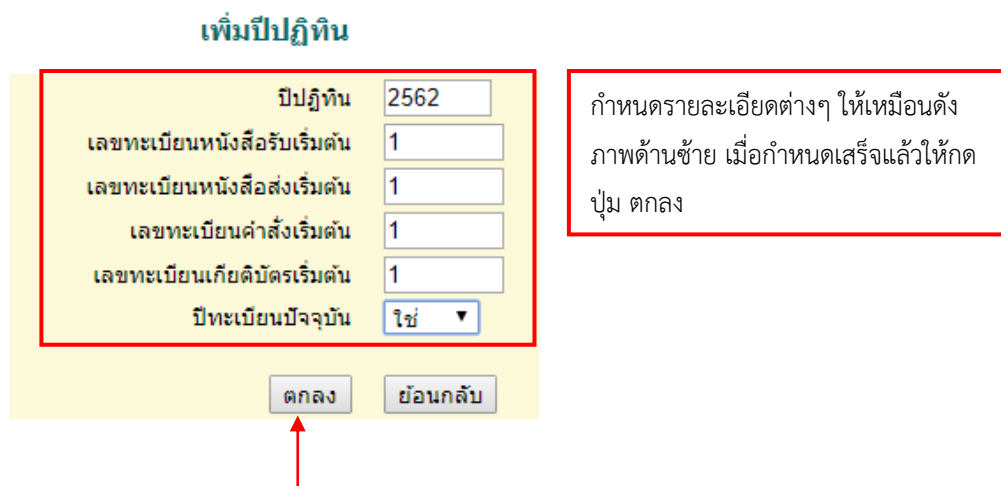 เพิ่มปีปฏิทิน
ปีปฏิทิน 2562
เลขทะเบียนหนังสือรับเริ่มต้น 1
เลขทะเบียนหนังสือส่งเริ่มต้น 1
เลขทะเบียนคำสั่งเริ่มต้น 1
เลขทะเบียนเกียติบัตรเริ่มต้น 1
ปีทะเบียนปัจจุบัน ใช่
ตกลง ย้อนกลับ
กำหนดรายละเอียดต่างๆ ให้เหมือนดัง
ภาพด้านซ้าย เมื่อกำหนดเสร็จแล้วให้กด
ปุ่ม ตกลง